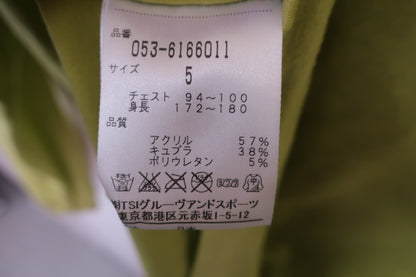 品番
053-6166011
サイズ
5
チェスト 94～100
身長 172～180
品質
アクリル 57%
キュプラ 38%
ポリウレタン 5%
㈱TSIグルーヴアンドスポーツ
東京都港区元赤坂1-5-12